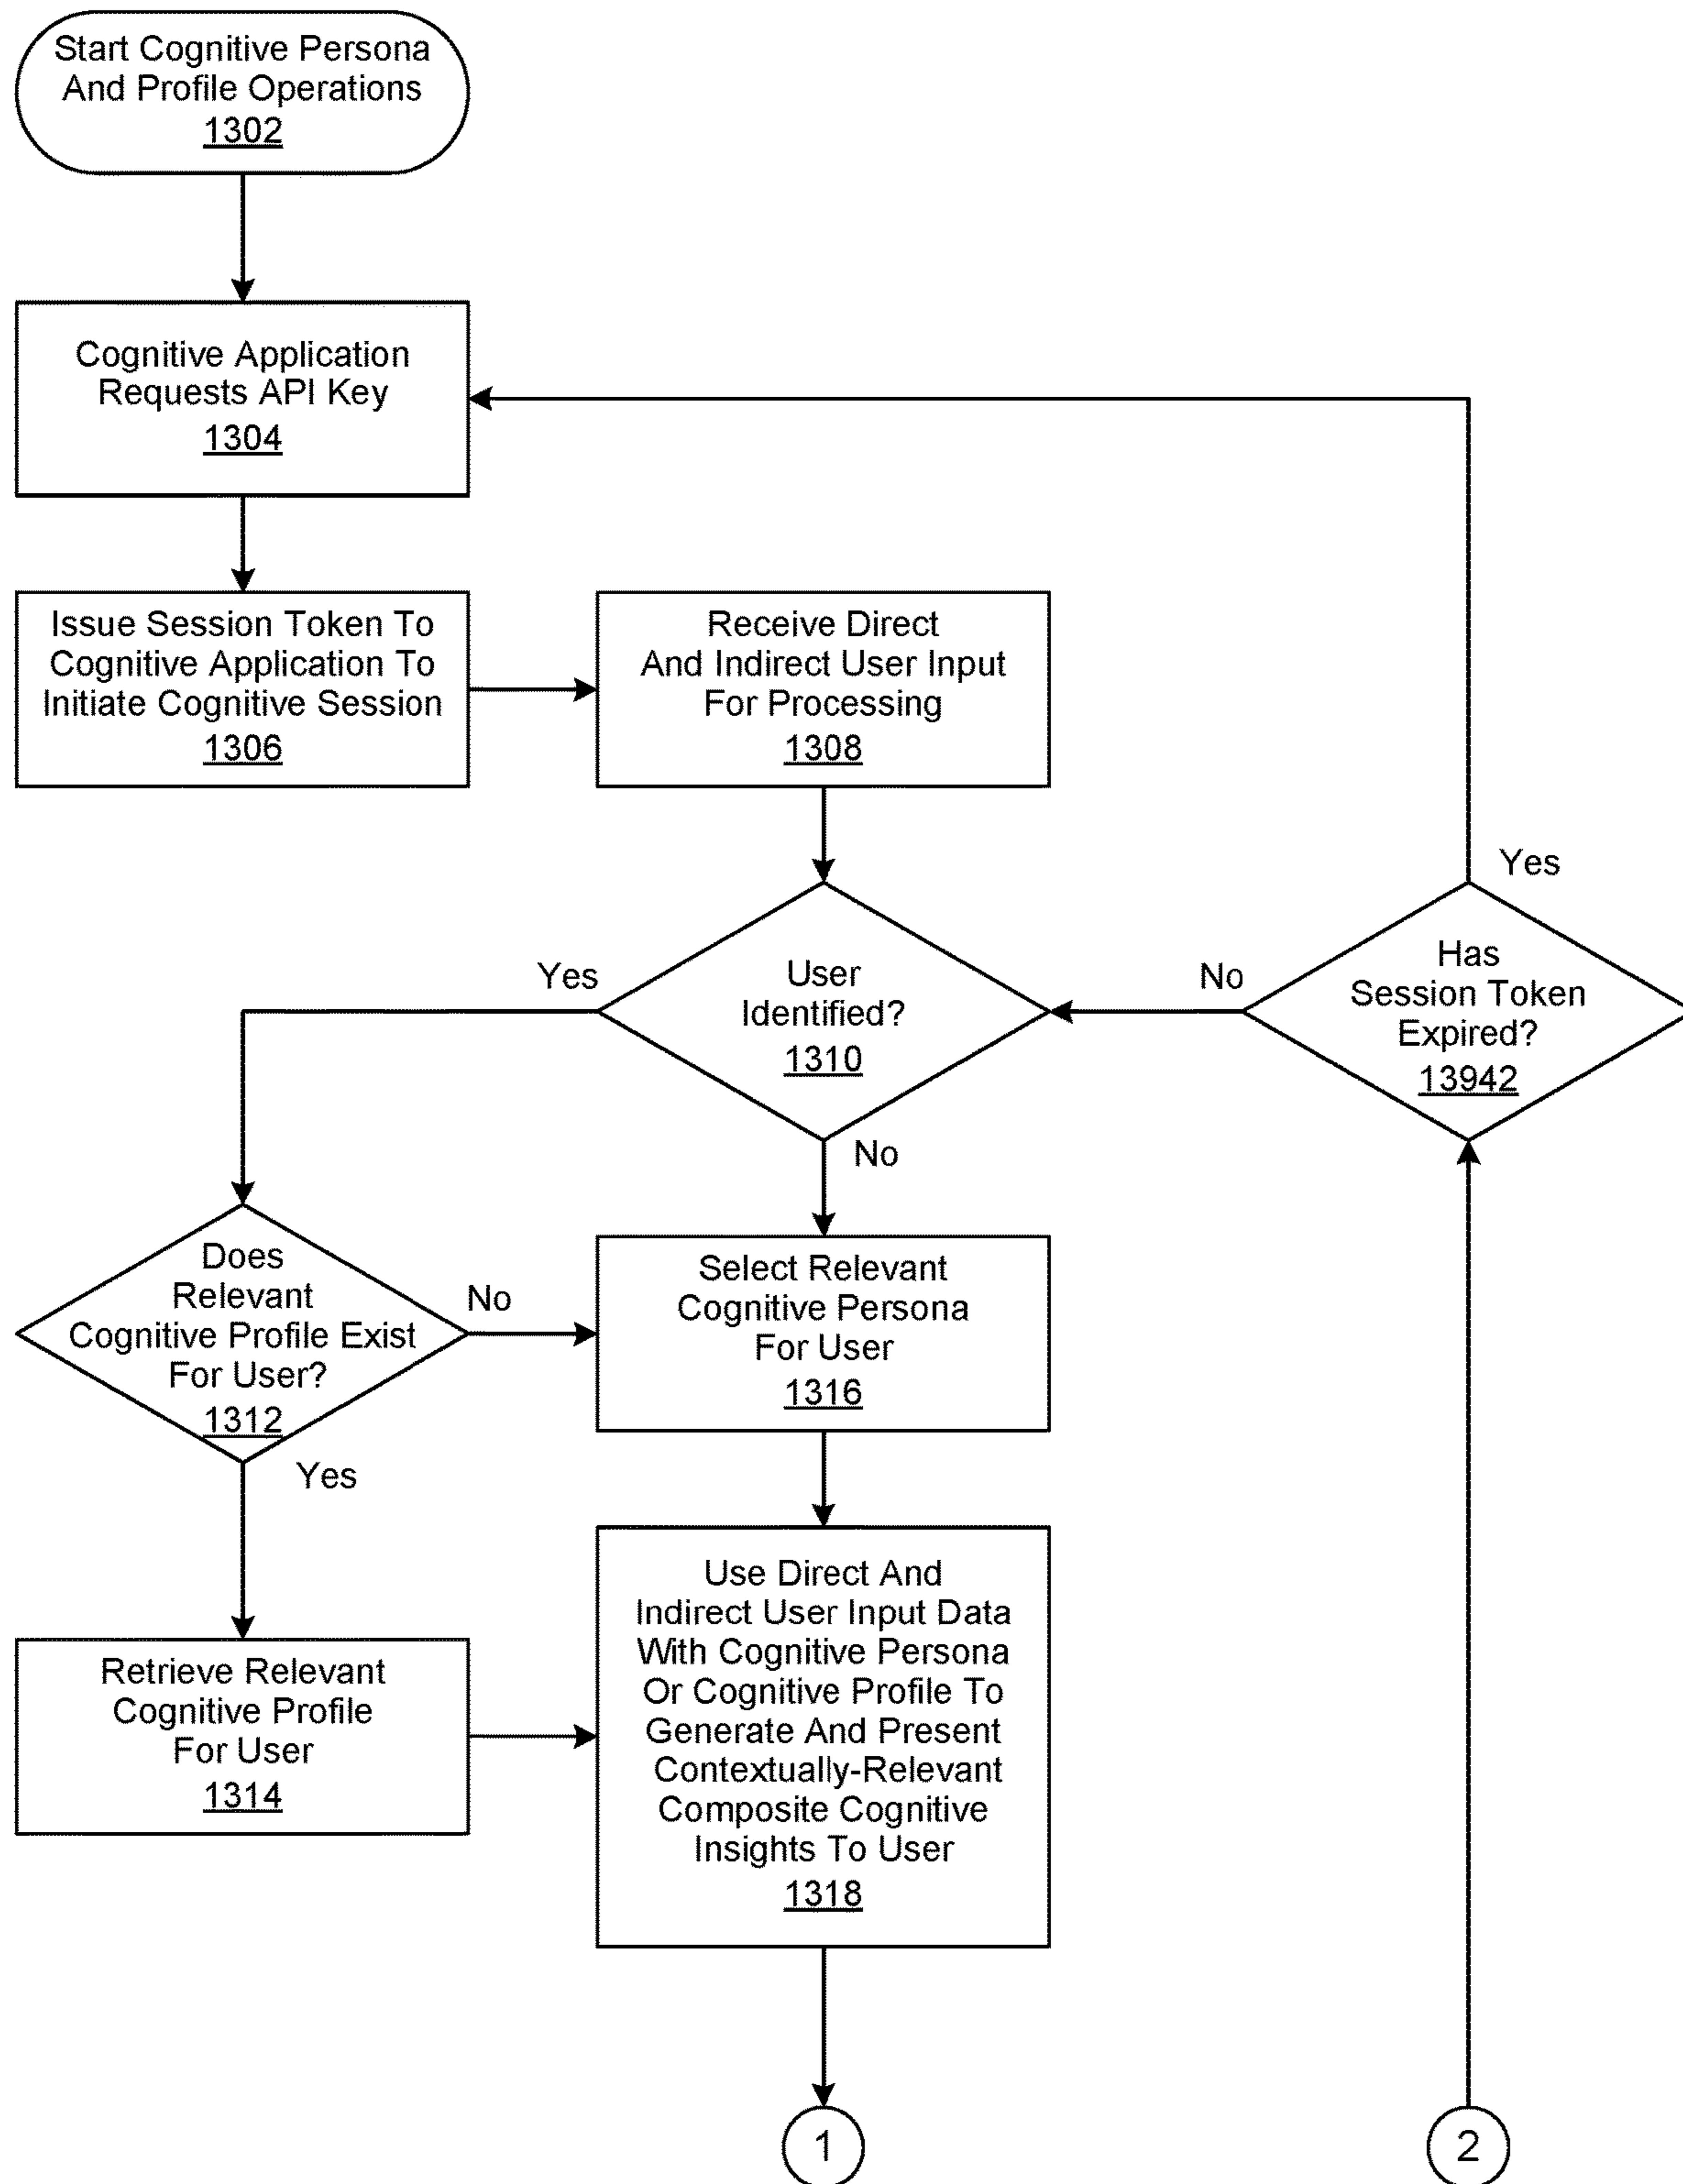 Start Cognitive Persona
And Profile Operations
1302
Cognitive Application
Requests API Key
1304
Issue Session Token To
Cognitive Application To
Initiate Cognitive Session
1306
Receive Direct
And Indirect User Input
For Processing
1308
Yes
User
Identified?
1310
No
No
Yes
Has
Session Token
Expired?
13942
Does
Relevant
Cognitive Profile Exist
For User?
1312
No
Yes
Select Relevant
Cognitive Persona
For User
1316
Retrieve Relevant
Cognitive Profile
For User
1314
Use Direct And
Indirect User Input Data
With Cognitive Persona
Or Cognitive Profile To
Generate And Present
Contextually-Relevant
Composite Cognitive
Insights To User
1318
1
2